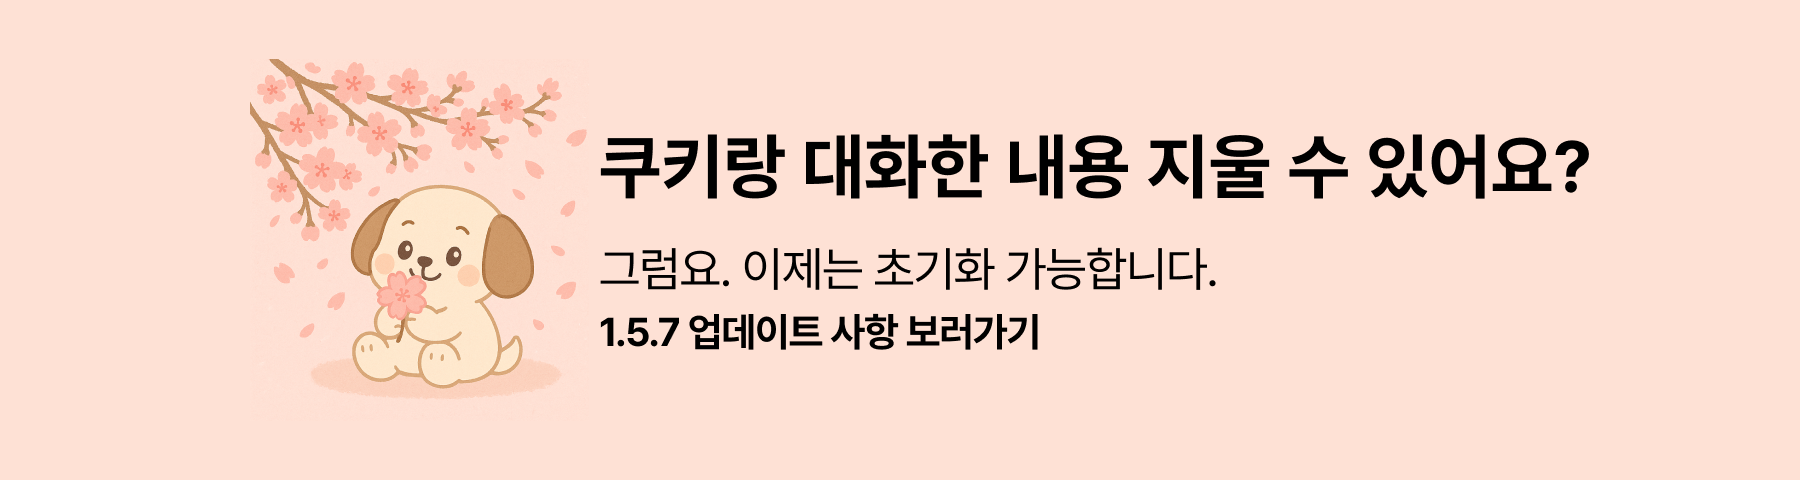 쿠키랑 대화한 내용 지울 수 있어요?
그럼요. 이제는 초기화 가능합니다.
1.5.7 업데이트 사항 보러가기